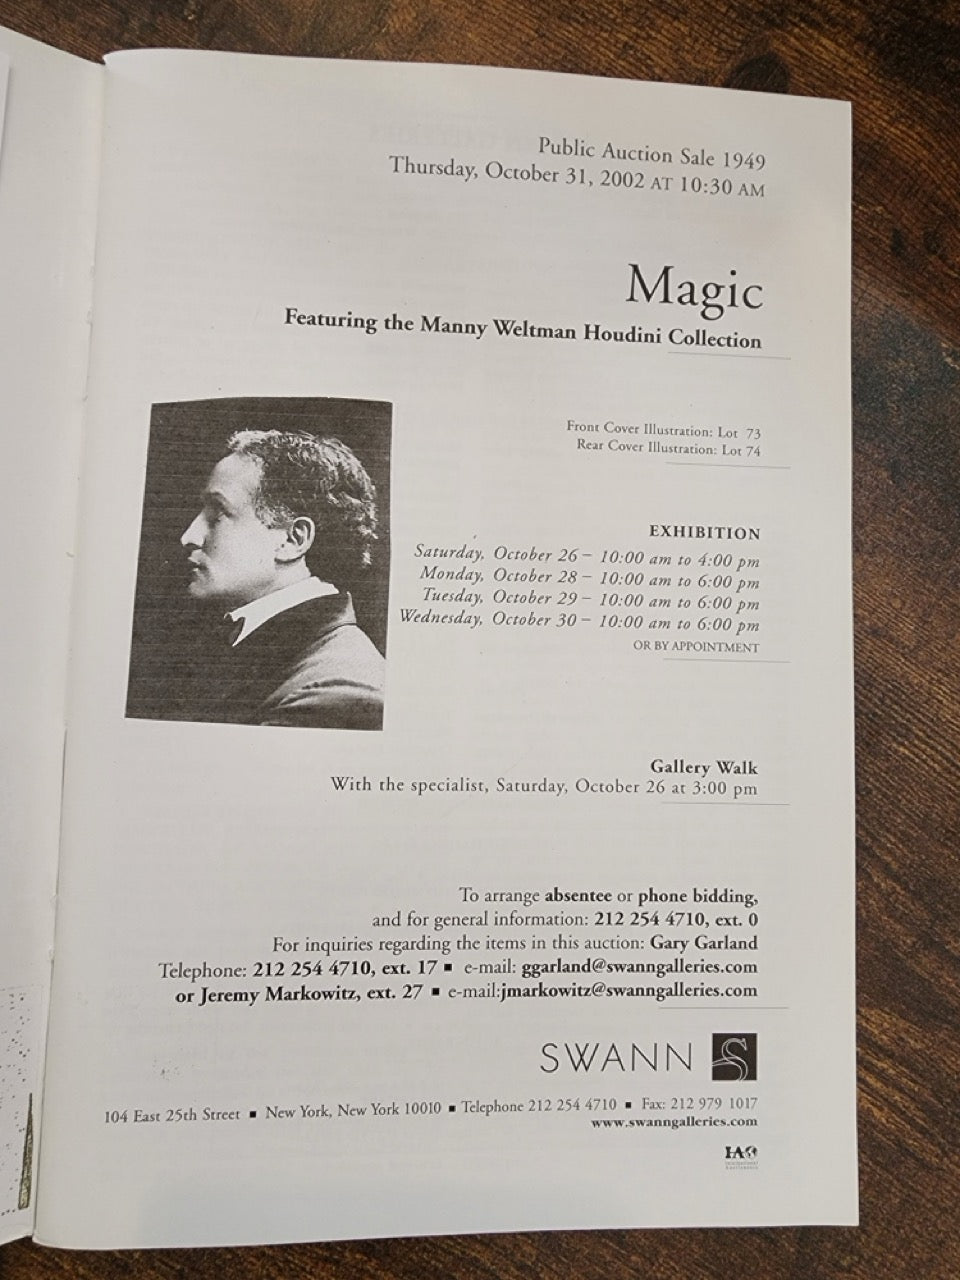 Public Auction Sale 1949
Thursday, October 31, 2002 AT 10:30 AM
Magic
Featuring the Manny Weltman Houdini Collection
Front Cover Illustration: Lot 73
Rear Cover Illustration: Lot 74
EXHIBITION
Saturday, October 26 – 10:00 am to 4:00 pm
Monday, October 28 – 10:00 am to 6:00 pm
Tuesday, October 29 – 10:00 am to 6:00 pm
Wednesday, October 30 – 10:00 am to 6:00 pm
OR BY APPOINTMENT
Gallery Walk
With the specialist, Saturday, October 26 at 3:00 pm
To arrange absentee or phone bidding,
and for general information: 212 254 4710, ext. 0
For inquiries regarding the items in this auction: Gary Garland
Telephone: 212 254 4710, ext. 17 ■ e-mail: ggarland@swanngalleries.com
or Jeremy Markowitz, ext. 27 ■ e-mail:jmarkowitz@swanngalleries.com
SWANN S
104 East 25th Street ■ New York, New York 10010 ■ Telephone 212 254 4710 ■ Fax: 212 979 1017
www.swanngalleries.com
IA